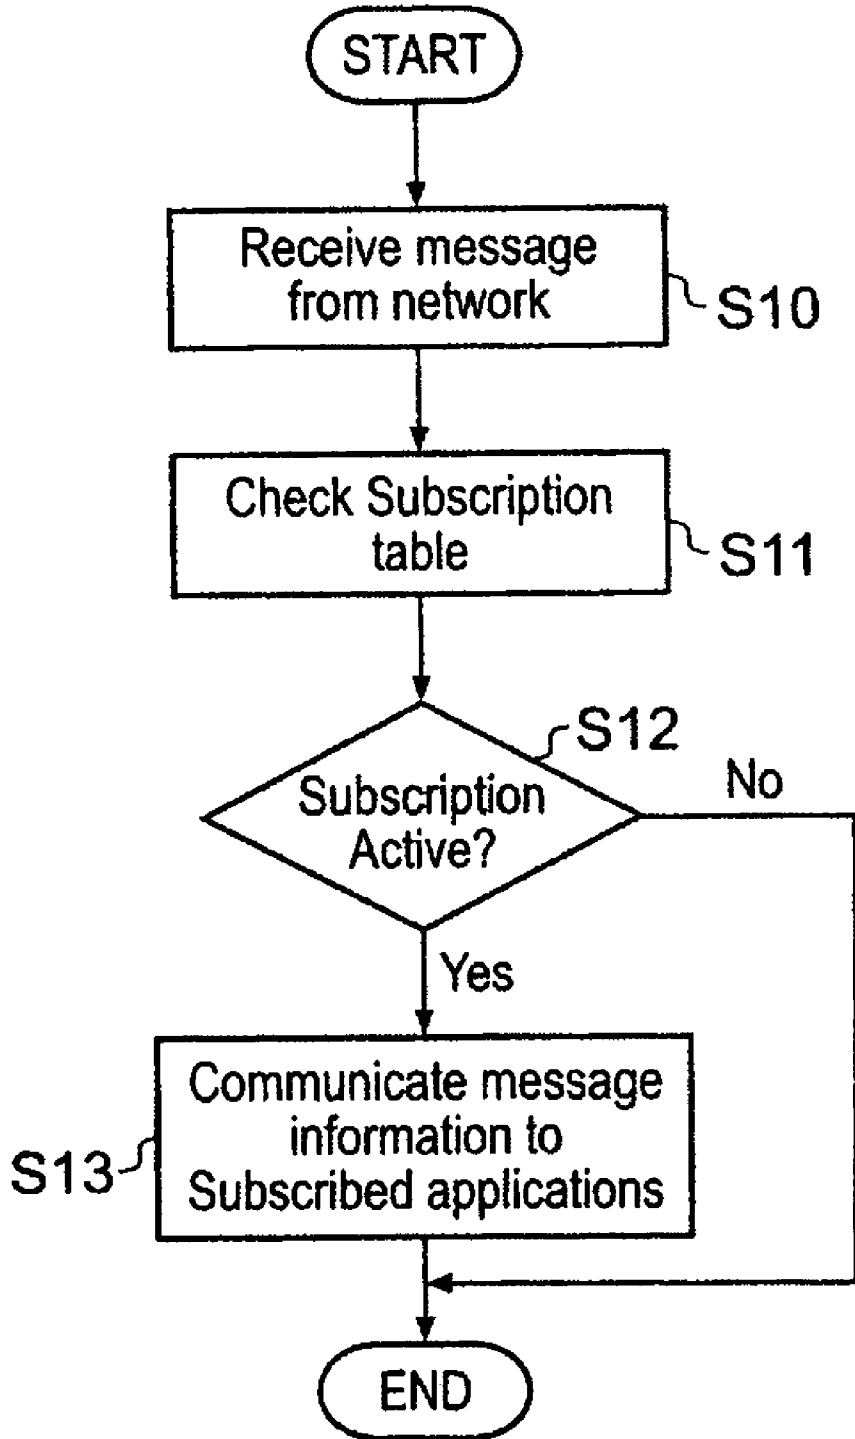 START
Receive message
from network
S10
Check Subscription
table
S11
S12
Subscription
Active?
No
Yes
Communicate message
information to
Subscribed applications
S13
END